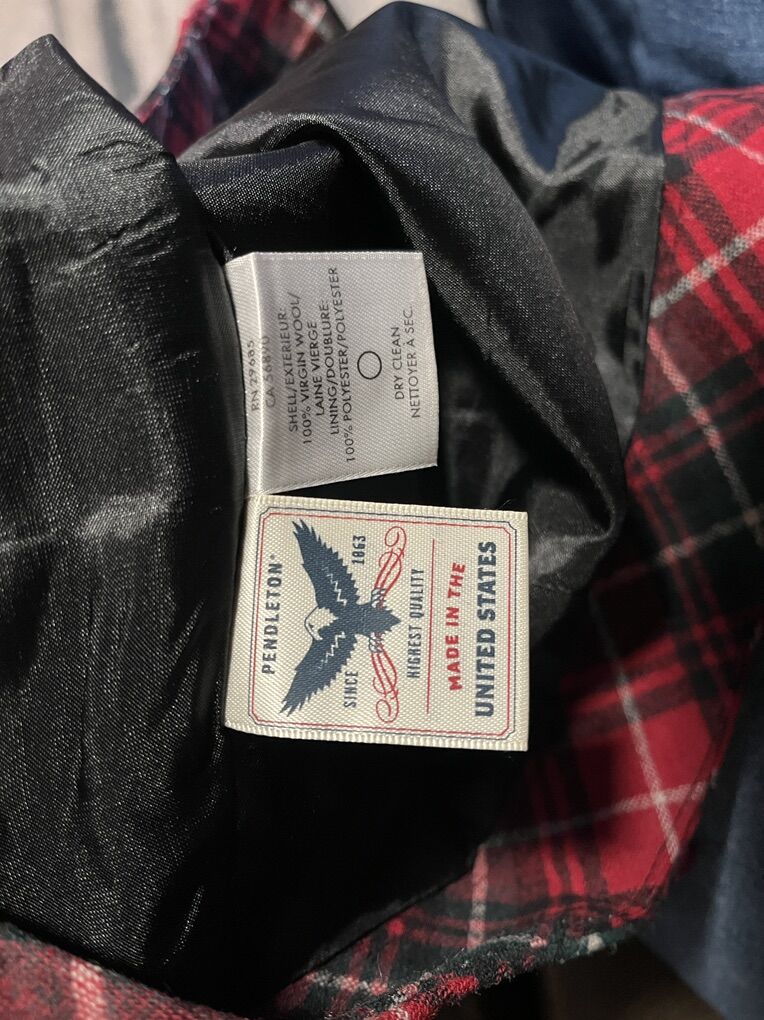 RN 29685
CA 56870
SHELL/EXTERIEUR:
100% VIRGIN WOOL/
LAINE VIERGE
LINING/DOUBLURE:
100% POLYESTER/POLYESTER
DRY CLEAN
NETTOYER À SEC.
PENDLETON®
SINCE 1863
HIGHEST QUALITY
MADE IN THE
UNITED STATES